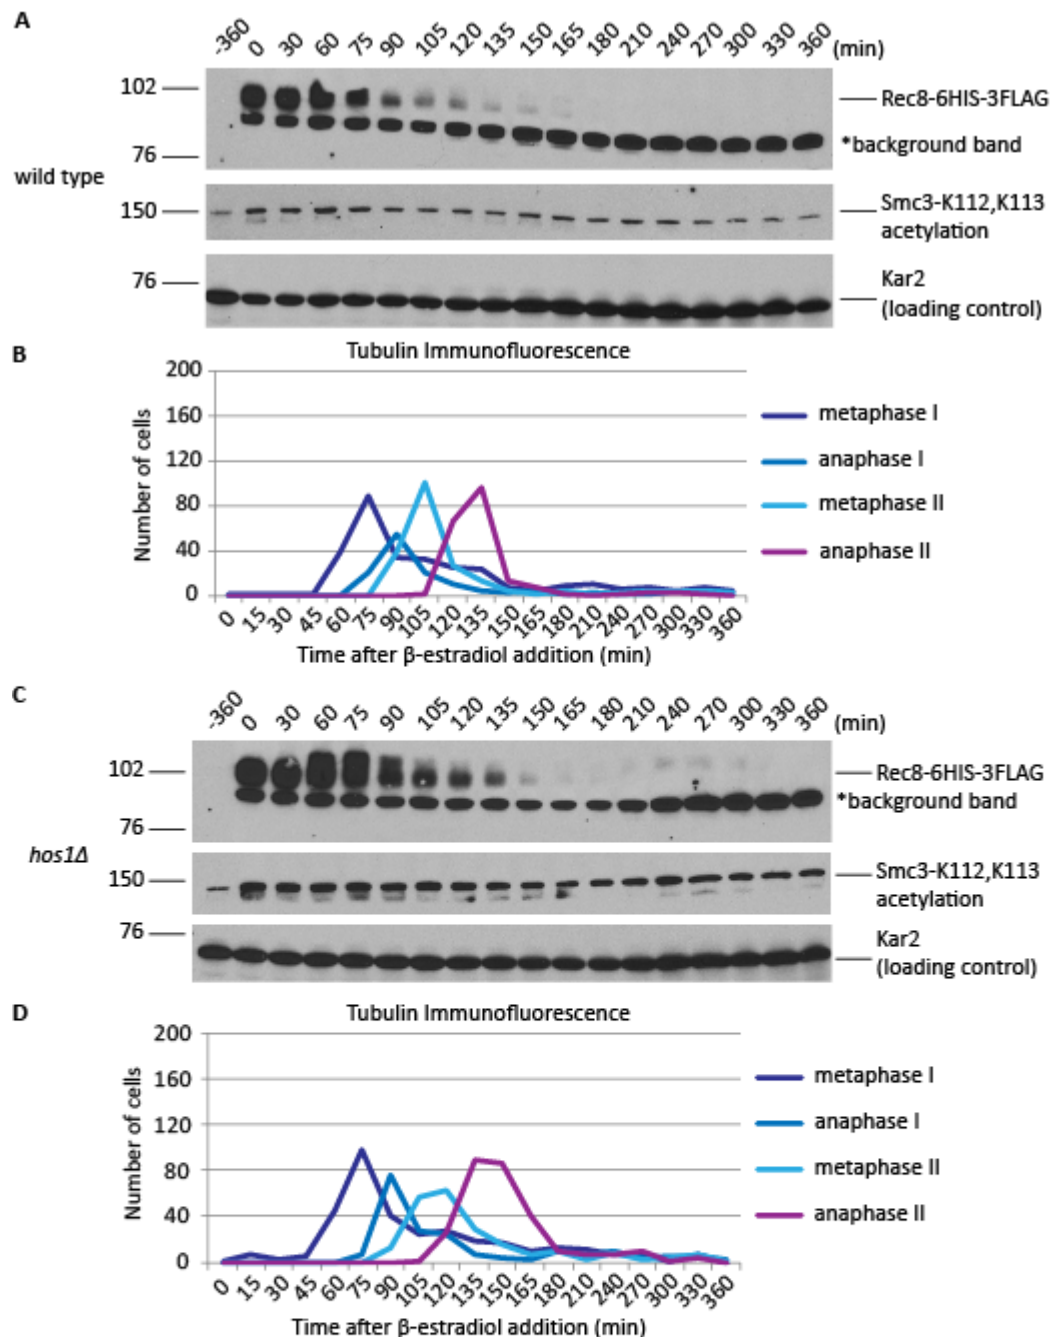 A
-360 0 30 60 75 90 105 120 135 150 165 180 210 240 270 300 330 360 (min)
102
Rec8-6HIS-3FLAG
*background band
76
wild type
150
Smc3-K112,K113
acetylation
76
Kar2
(loading control)
B
Tubulin Immunofluorescence
200
160
120
80
40
0
Number of cells
metaphase I
anaphase I
metaphase II
anaphase II
0 15 30 45 60 75 90 105 120 135 150 165 180 210 240 270 300 330 360
Time after β-estradiol addition (min)
C
-360 0 30 60 75 90 105 120 135 150 165 180 210 240 270 300 330 360 (min)
102
Rec8-6HIS-3FLAG
*background band
76
hos1Δ
150
Smc3-K112,K113
acetylation
76
Kar2
(loading control)
D
Tubulin Immunofluorescence
200
160
120
80
40
0
Number of cells
metaphase I
anaphase I
metaphase II
anaphase II
0 15 30 45 60 75 90 105 120 135 150 165 180 210 240 270 300 330 360
Time after β-estradiol addition (min)